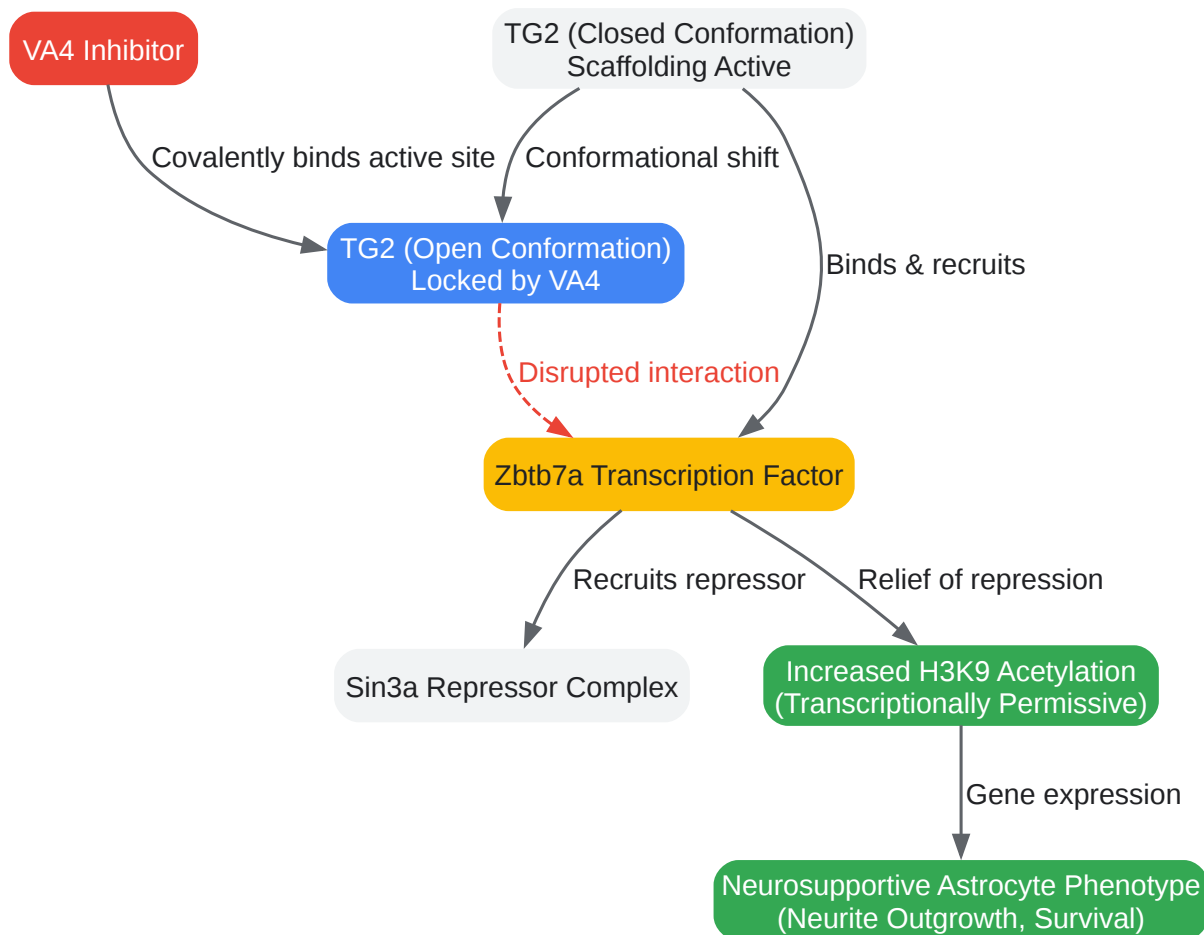 VA4 Inhibitor
TG2 (Closed Conformation)
Scaffolding Active
Covalently binds active site
Conformational shift
TG2 (Open Conformation)
Locked by VA4
Binds & recruits
Disrupted interaction
Zbtb7a Transcription Factor
Recruits repressor
Relief of repression
Sin3a Repressor Complex
Increased H3K9 Acetylation
(Transcriptionally Permissive)
Gene expression
Neurosupportive Astrocyte Phenotype
(Neurite Outgrowth, Survival)